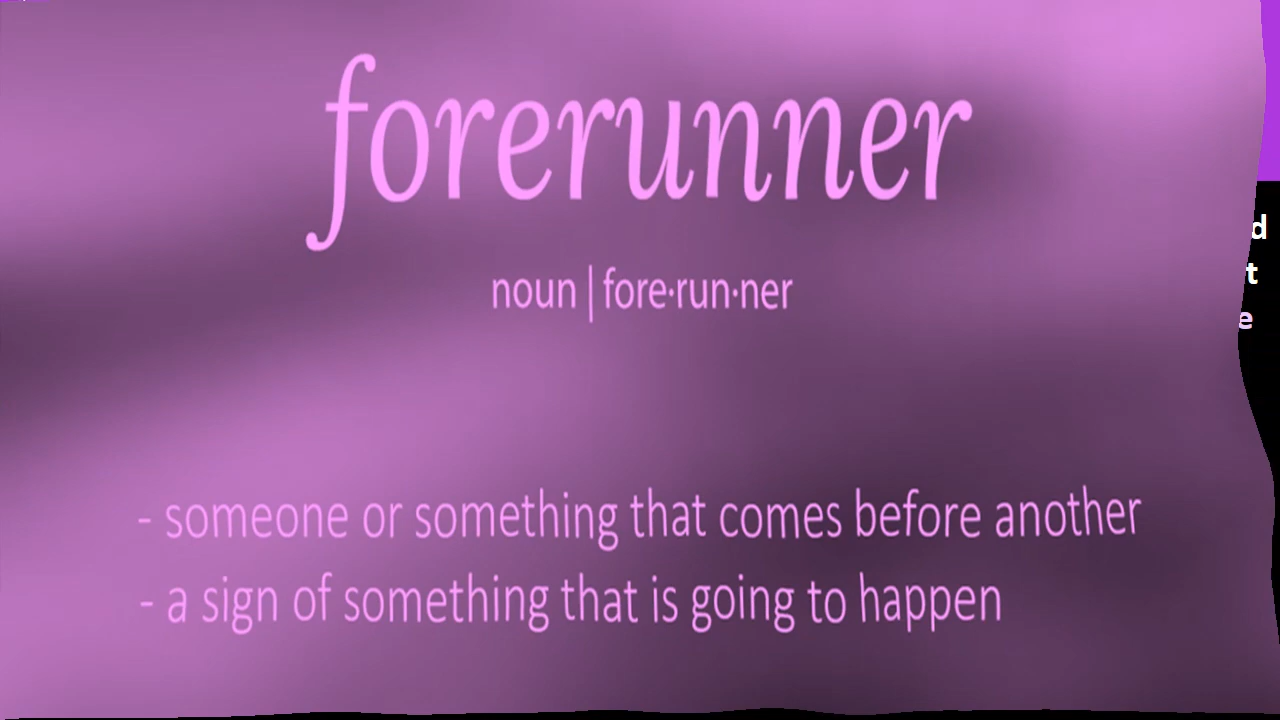 forerunner
noun | fore·run·ner
- someone or something that comes before another
- a sign of something that is going to happen
d
t
e